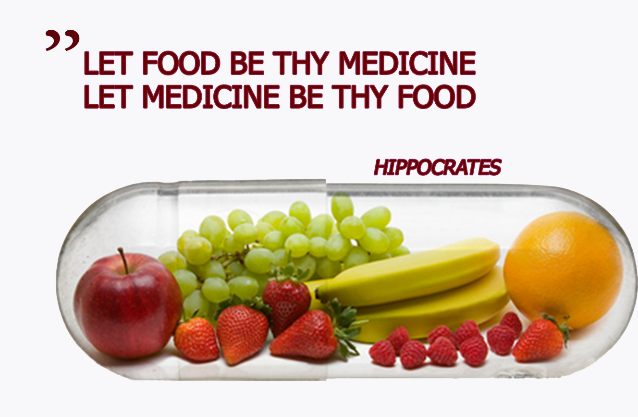 ”
LET FOOD BE THY MEDICINE
LET MEDICINE BE THY FOOD
HIPPOCRATES